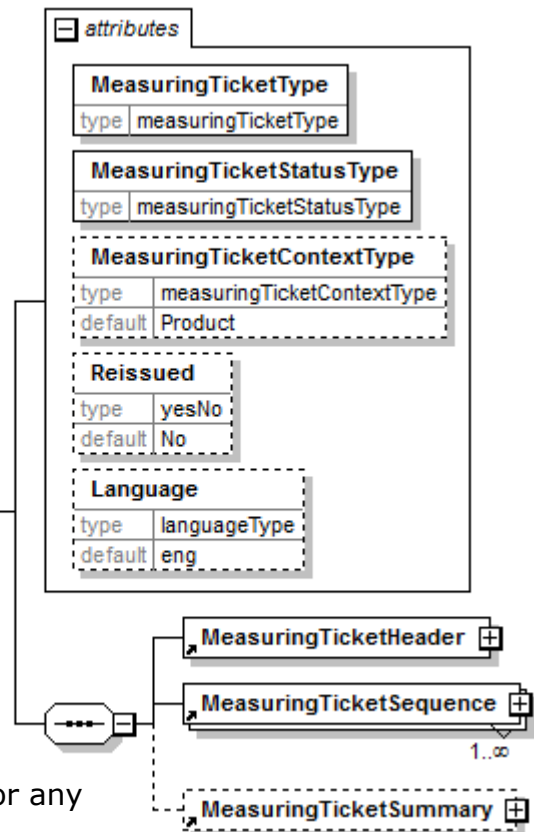 attributes
MeasuringTicketType
type measuringTicketType
MeasuringTicketStatusType
type measuringTicketStatusType
MeasuringTicketContextType
type measuringTicketContextType
default Product
Reissued
type yesNo
default No
Language
type languageType
default eng
MeasuringTicketHeader
MeasuringTicketSequence
1..∞
or any
MeasuringTicketSummary